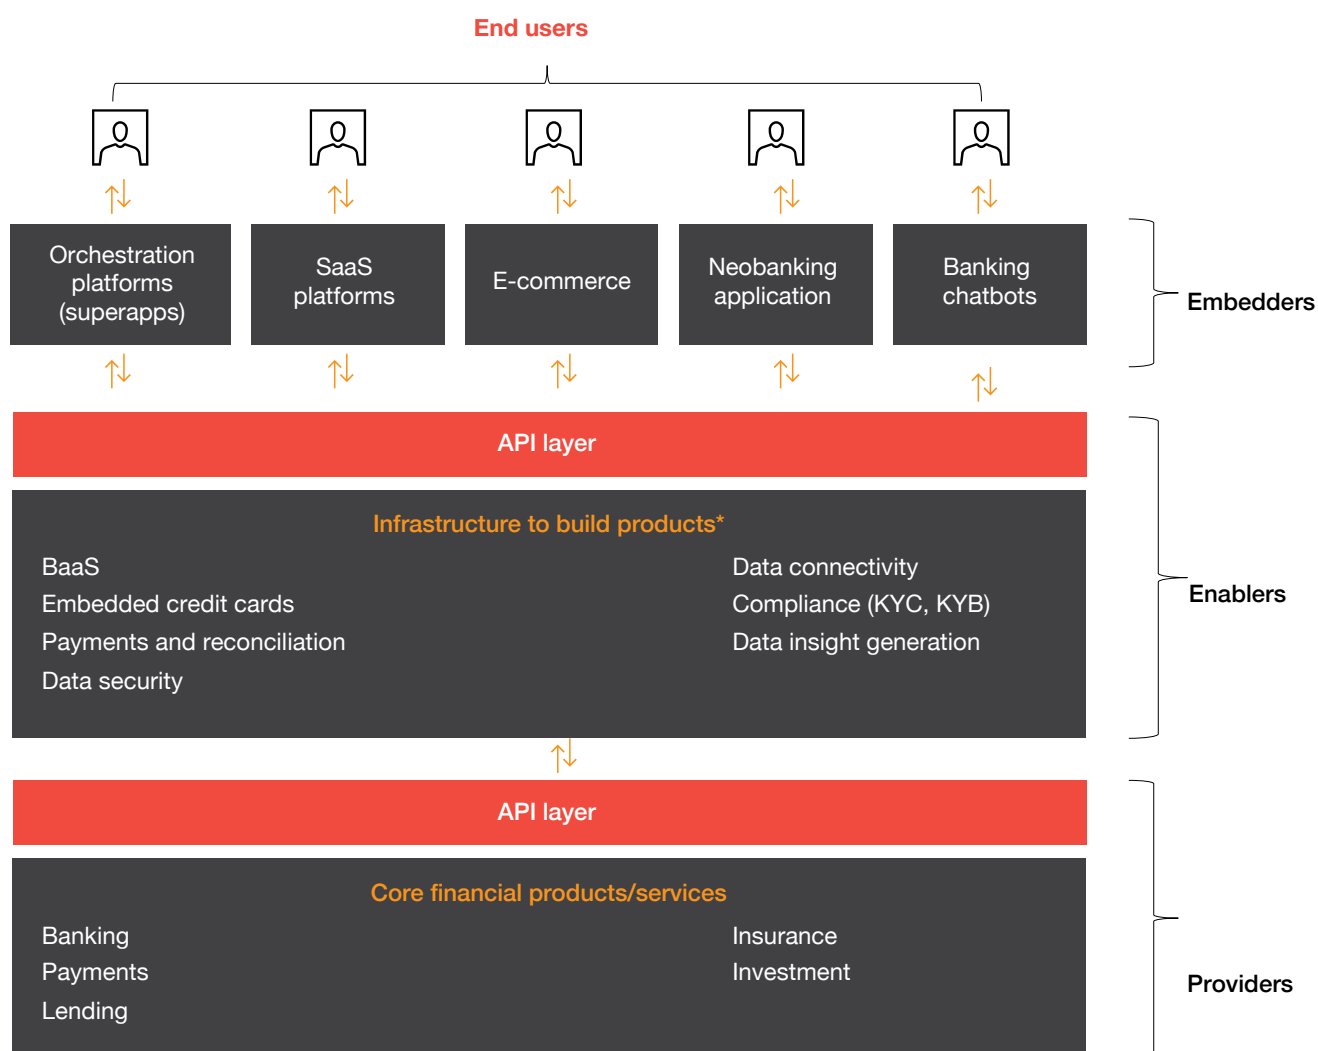 End users
Orchestration
platforms
(superapps)
SaaS
platforms
E-commerce
Neobanking
application
Banking
chatbots
Embedders
API layer
Infrastructure to build products*
BaaS
Embedded credit cards
Payments and reconciliation
Data security
Data connectivity
Compliance (KYC, KYB)
Data insight generation
Enablers
API layer
Core financial products/services
Banking
Payments
Lending
Insurance
Investment
Providers